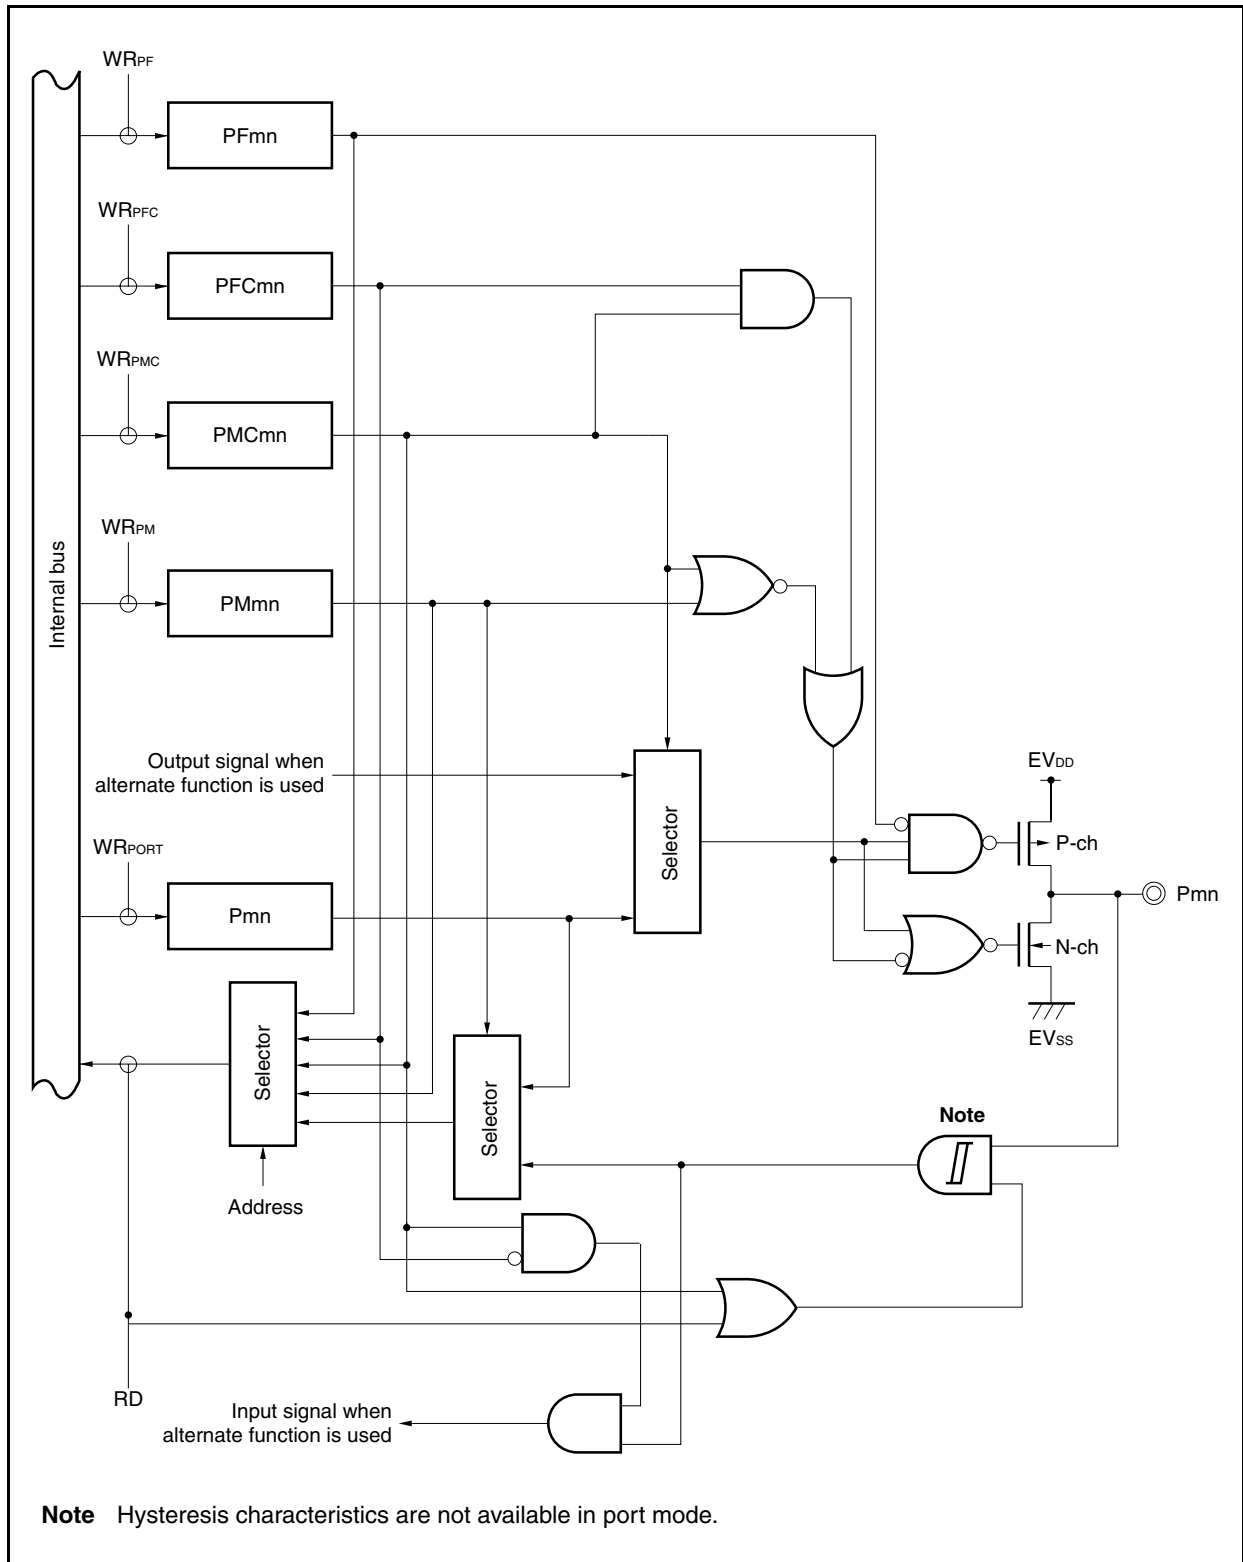 WRPF
PFmn
WRPFC
PFCmn
WRPMC
PMCmn
WRPM
PMmn
Internal bus
Output signal when
alternate function is used
Selector
EVDD
P-ch
WRPORT
Pmn
Pmn
N-ch
EVSS
Selector
Selector
Note
Address
RD
Input signal when
alternate function is used
Note Hysteresis characteristics are not available in port mode.